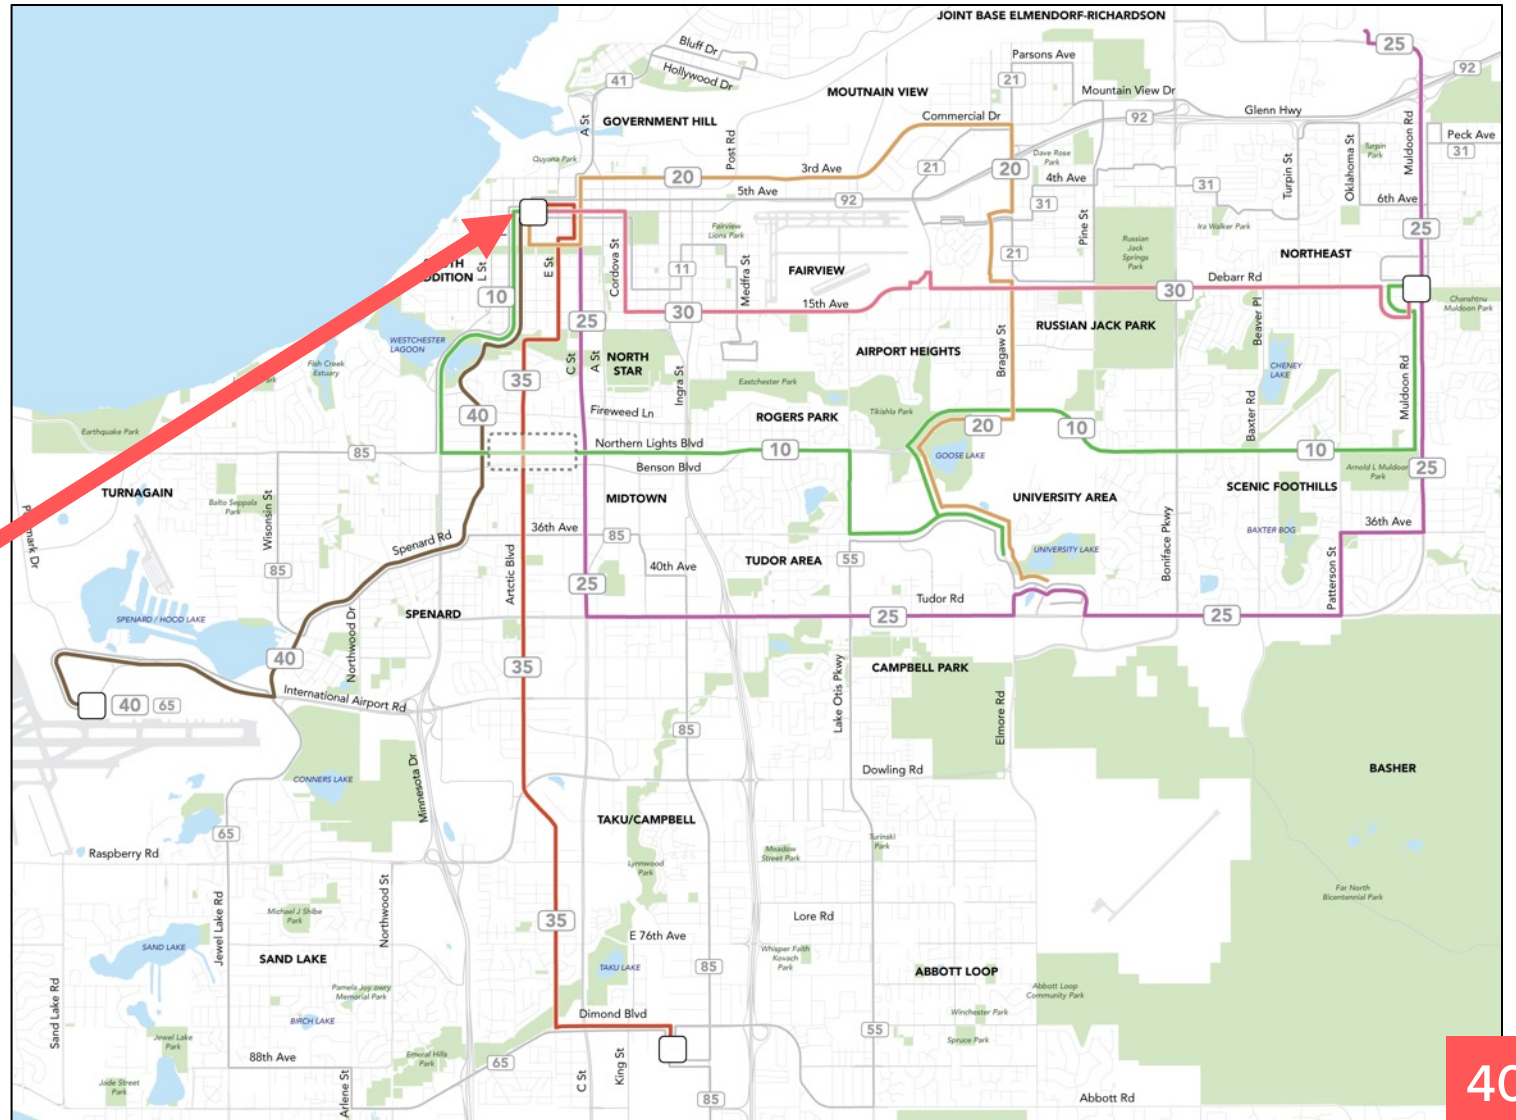 JOINT BASE ELMENDORF-RICHARDSON
25
Bluff Dr
Parsons Ave
92
Hollywood Dr
41
21
MOUTNAIN VIEW
Mountain View Dr
Glenn Hwy
A St
GOVERNMENT HILL
Commercial Dr
92
Muldoon Rd
Peck Ave
Post Rd
Oklahoma St
Turpin
Park
31
Quyana Park
3rd Ave
21
Dave Rose
Park
Turpin St
20
20
4th Ave
5th Ave
92
31
31
6th Ave
Pine St
Fairview
Lions Park
Ira Walker Park
25
Russian
Jack
Springs
Park
E St
Cordova St
21
NORTHEAST
L St
11
Medfra St
FAIRVIEW
Debarr Rd
10
30
15th Ave
30
Chanshtnu
Muldoon Park
25
Beaver Pl
RUSSIAN JACK PARK
WESTCHESTER
LAGOON
Bragaw St
AIRPORT HEIGHTS
C St
A St
NORTH
STAR
Fish Creek
Estuary
CHENEY
LAKE
35
Ingra St
Eastchester Park
Muldoon Rd
40
Fireweed Ln
ROGERS PARK
Tikishla Park
Baxter Rd
Earthquake Park
20
10
85
Northern Lights Blvd
10
10
GOOSE LAKE
Benson Blvd
Arnold L Muldoon
Park
25
TURNAGAIN
MIDTOWN
UNIVERSITY AREA
SCENIC FOOTHILLS
Balto Seppala
Park
Wisonsin St
36th Ave
85
36th Ave
BAXTER BOG
Spenard Rd
Boniface Pkwy
UNIVERSITY LAKE
TUDOR AREA
55
85
40th Ave
Artctic Blvd
25
Patterson St
Tudor Rd
SPENARD / HOOD LAKE
SPENARD
25
25
Northwood Dr
40
35
CAMPBELL PARK
International Airport Rd
Lake Otis Pkwy
40
65
Elmore Rd
85
BASHER
Dowling Rd
CONNERS LAKE
Minnesota Dr
TAKU/CAMPBELL
65
Turinski
Park
Raspberry Rd
Meadow
Street Park
Lynnwood
Park
Far North
Bicentennial Park
Jewel Lake Rd
Northwood St
Michael J Shibe
Park
35
Lore Rd
E 76th Ave
SAND LAKE
SAND LAKE
Whisper Faith
Kovach
Park
TAKU LAKE
85
ABBOTT LOOP
Pamela Joy owry
Memorial Park
Abbott Loop
Community Park
Sand Lake Rd
BIRCH LAKE
Dimond Blvd
Winchester Park
55
Jewel Lake
Park
Spruce Park
88th Ave
65
King St
C St
Arlene St
Jade Street
Park
85
Abbott Rd